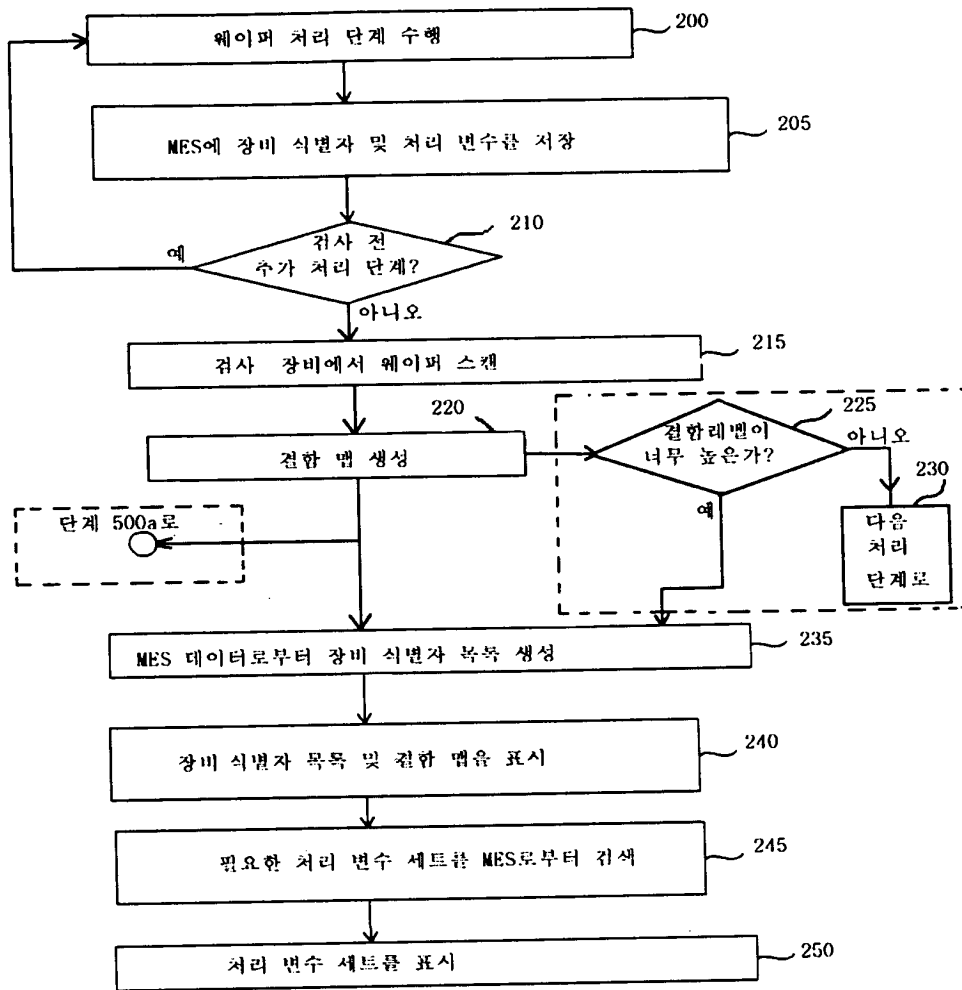 웨이퍼 처리 단계 수행
200
MES에 장비 식별자 및 처리 변수를 저장
205
검사 전
추가 처리 단계?
210
예
아니오
검사 장비에서 웨이퍼 스캔
215
결함 맵 생성
220
결함레벨이
너무 높은가?
225
아니오
예
230
다음
처리
단계로
단계 500a로
MES 데이터로부터 장비 식별자 목록 생성
235
장비 식별자 목록 및 결함 맵을 표시
240
필요한 처리 변수 세트를 MES로부터 검색
245
처리 변수 세트를 표시
250